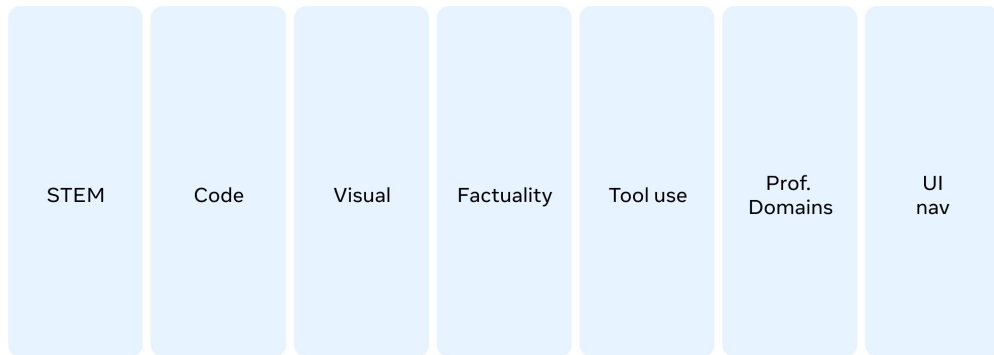 STEM
Code
Visual
Factuality
Tool use
Prof.
Domains
UI
nav